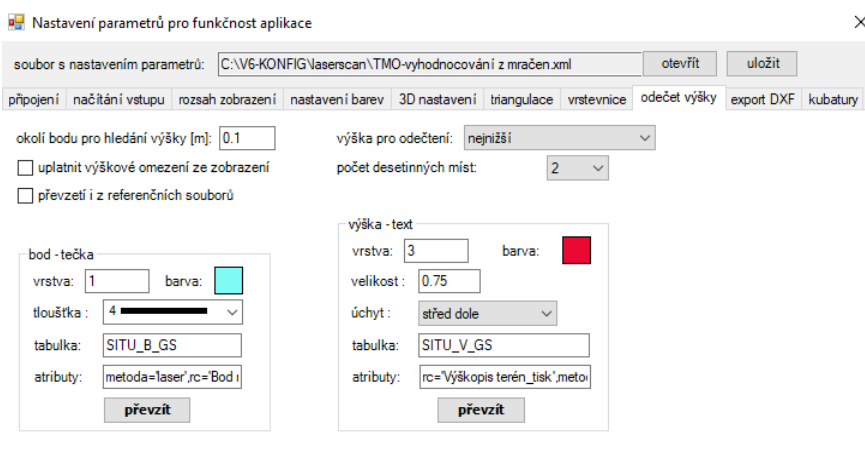 Nastavení parametrů pro funkčnost aplikace
soubor s nastavením parametrů: C:\V6-KONFIG\laserscan\TMO-vyhodnocování z mračen.xml otevřít uložit
připojení načítání vstupu rozsah zobrazení nastavení barev 3D nastavení triangulace vrstevnice odečet výšky export DXF kubatury
okolí bodu pro hledání výšky [m]: 0.1 výška pro odečtení: nejnižší
uplatnit výškové omezení ze zobrazení počet desetinných míst: 2
převzetí i z referenčních souborů
bod - tečka
vrstva: 1 barva:
tloušťka : 4
tabulka: SITU_B_GS
atributy: metoda='laser',rc='Bod
převzít
výška - text
vrstva: 3 barva:
velikost : 0.75
úchyt : střed dole
tabulka: SITU_V_GS
atributy: rc='Výškopis terén_tisk',
převzít